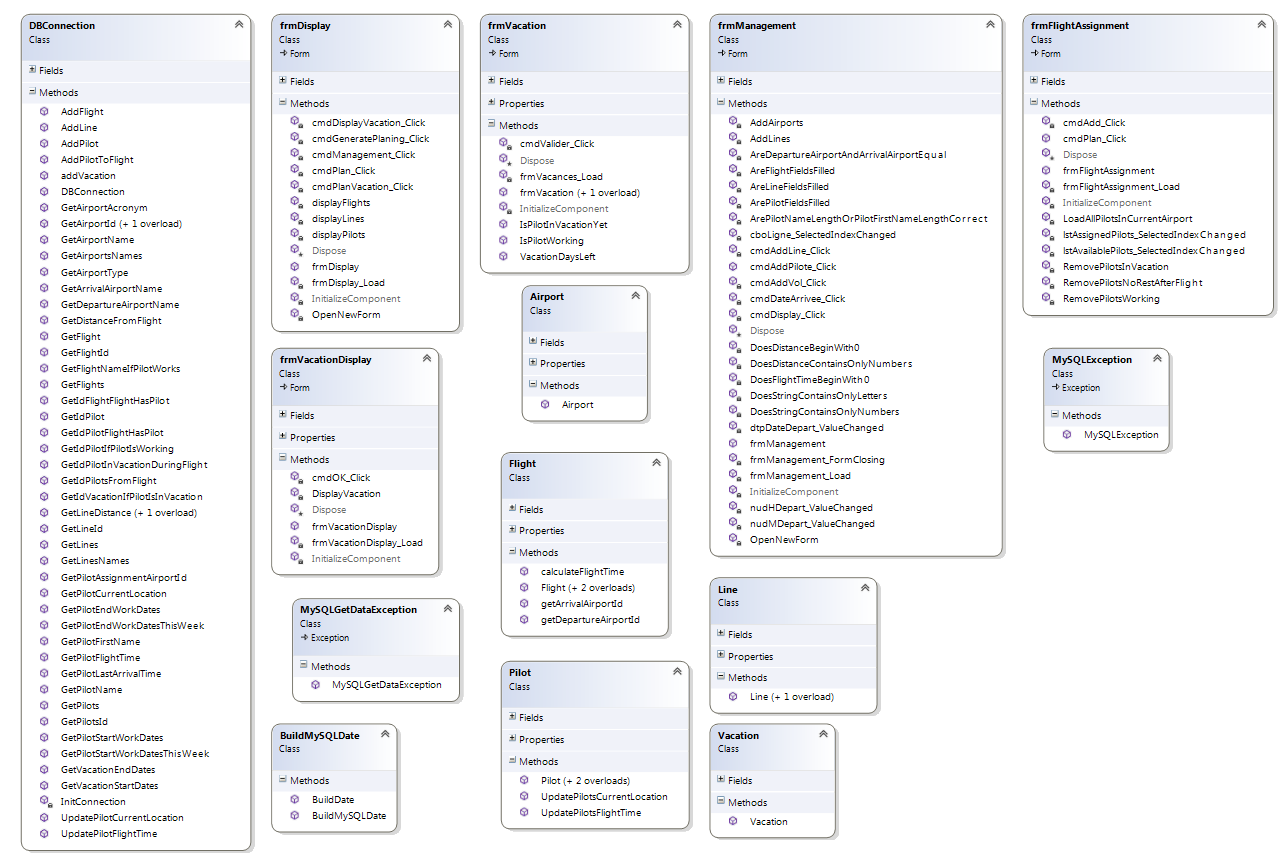 DBConnection
Class
Fields
Methods
AddFlight
AddLine
AddPilot
AddPilotToFlight
addVacation
DBConnection
GetAirportAcronym
GetAirportId (+ 1 overload)
GetAirportName
GetAirportsNames
GetAirportType
GetArrivalAirportName
GetDepartureAirportName
GetDistanceFromFlight
GetFlight
GetFlightId
GetFlightNameIfPilotWorks
GetFlights
GetIdFlightFlightHasPilot
GetIdPilot
GetIdPilotFlightHasPilot
GetIdPilotIfPilotIsWorking
GetIdPilotInVacationDuringFlight
GetIdPilotsFromFlight
GetIdVacationIfPilotIsInVacation
GetLineDistance (+ 1 overload)
GetLineId
GetLines
GetLinesNames
GetPilotAssignmentAirportId
GetPilotCurrentLocation
GetPilotEndWorkDates
GetPilotEndWorkDatesThisWeek
GetPilotFirstName
GetPilotFlightTime
GetPilotLastArrivalTime
GetPilotName
GetPilots
GetPilotsId
GetPilotStartWorkDates
GetPilotStartWorkDatesThisWeek
GetVacationEndDates
GetVacationStartDates
InitConnection
UpdatePilotCurrentLocation
UpdatePilotFlightTime
frmDisplay
Class
Form
Fields
Methods
cmdDisplayVacation_Click
cmdGeneratePlaning_Click
cmdManagement_Click
cmdPlan_Click
cmdPlanVacation_Click
displayFlights
displayLines
displayPilots
Dispose
frmDisplay
frmDisplay_Load
InitializeComponent
OpenNewForm
frmVacationDisplay
Class
Form
Fields
Properties
Methods
cmdOK_Click
DisplayVacation
Dispose
frmVacationDisplay
frmVacationDisplay_Load
InitializeComponent
MySQLGetDataException
Class
Exception
Methods
MySQLGetDataException
BuildMySQLDate
Class
Methods
BuildDate
BuildMySQLDate
frmVacation
Class
Form
Fields
Properties
Methods
cmdValider_Click
Dispose
frmVacances_Load
frmVacation (+ 1 overload)
InitializeComponent
IsPilotInVacationYet
IsPilotWorking
VacationDaysLeft
Airport
Class
Fields
Properties
Methods
Airport
Flight
Class
Fields
Properties
Methods
calculateFlightTime
Flight (+ 2 overloads)
getArrivalAirportId
getDepartureAirportId
Pilot
Class
Fields
Properties
Methods
Pilot (+ 2 overloads)
UpdatePilotsCurrentLocation
UpdatePilotsFlightTime
frmManagement
Class
Form
Fields
Methods
AddAirports
AddLines
AreDepartureAirportAndArrivalAirportEqual
AreFlightFieldsFilled
AreLineFieldsFilled
ArePilotFieldsFilled
ArePilotNameLengthOrPilotFirstNameLengthCorrect
cboLigne_SelectedIndexChanged
cmdAddLine_Click
cmdAddPilote_Click
cmdAddVol_Click
cmdDateArrivee_Click
cmdDisplay_Click
Dispose
DoesDistanceBeginWith0
DoesDistanceContainsOnlyNumbers
DoesFlightTimeBeginWith0
DoesStringContainsOnlyLetters
DoesStringContainsOnlyNumbers
dtpDateDepart_ValueChanged
frmManagement
frmManagement_FormClosing
frmManagement_Load
InitializeComponent
nudHDepart_ValueChanged
nudMDepart_ValueChanged
OpenNewForm
Line
Class
Fields
Properties
Methods
Line (+ 1 overload)
Vacation
Class
Fields
Methods
Vacation
frmFlightAssignment
Class
Form
Fields
Methods
cmdAdd_Click
cmdPlan_Click
Dispose
frmFlightAssignment
frmFlightAssignment_Load
InitializeComponent
LoadAllPilotsInCurrentAirport
lstAssignedPilots_SelectedIndexChanged
lstAvailablePilots_SelectedIndexChanged
RemovePilotsInVacation
RemovePilotsNoRestAfterFlight
RemovePilotsWorking
MySQLException
Class
Exception
Methods
MySQLException